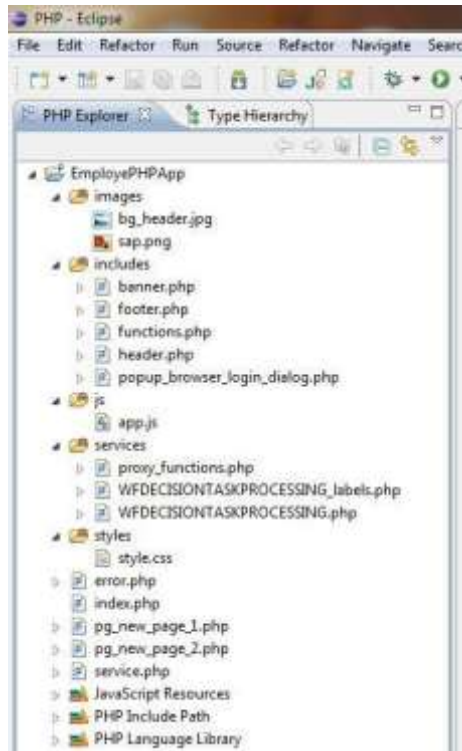 PHP - Eclipse
File Edit Refactor Run Source Refactor Navigate Searc
PHP Explorer Type Hierarchy
EmployePHPApp
images
bg_header.jpg
sap.png
includes
banner.php
footer.php
functions.php
header.php
popup_browser_login_dialog.php
js
app.js
services
proxy_functions.php
WFDECISIONTASKPROCESSING_labels.php
WFDECISIONTASKPROCESSING.php
styles
style.css
error.php
index.php
pg_new_page_1.php
pg_new_page_2.php
service.php
JavaScript Resources
PHP Include Path
PHP Language Library